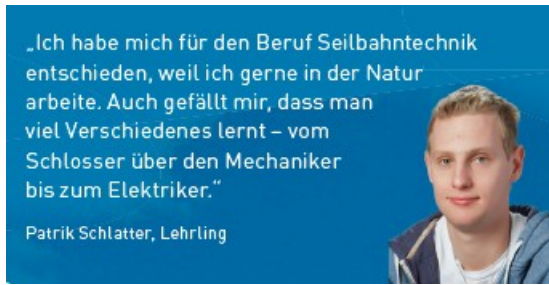 „Ich habe mich für den Beruf Seilbahntechnik
entschieden, weil ich gerne in der Natur
arbeite. Auch gefällt mir, dass man
viel Verschiedenes lernt – vom
Schlosser über den Mechaniker
bis zum Elektriker.“
Patrik Schlatter, Lehrling